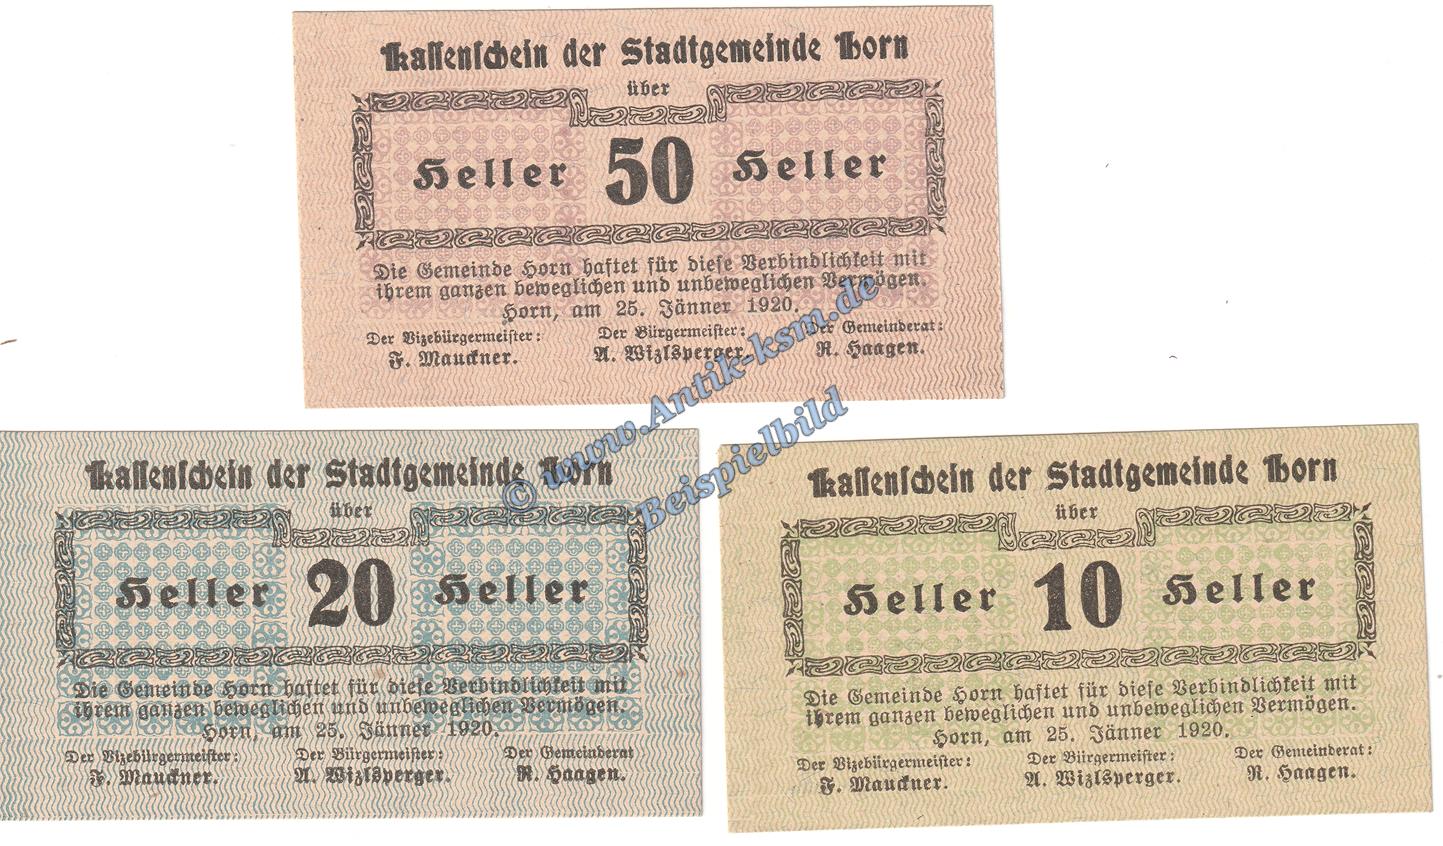 Kassenschein der Stadtgemeinde Horn
über
Heller 50 Heller
Die Gemeinde Horn haftet für diese Verbindlichkeit mit
ihrem ganzen beweglichen und unbeweglichen Vermögen.
Horn, am 25. Jänner 1920.
Der Vizebürgermeister: Der Bürgermeister: Der Gemeinderat:
F. Mauckner. A. Wizlsperger. R. Haagen.
© www.Antik-ksm.de
Beispielbild
Kassenschein der Stadtgemeinde Horn
über
Heller 20 Heller
Die Gemeinde Horn haftet für diese Verbindlichkeit mit
ihrem ganzen beweglichen und unbeweglichen Vermögen.
Horn, am 25. Jänner 1920.
Der Vizebürgermeister: Der Bürgermeister: Der Gemeinderat
F. Mauckner. A. Wizlsperger. R. Haagen.
Kassenschein der Stadtgemeinde Horn
über
Heller 10 Heller
Die Gemeinde Horn haftet für diese Verbindlichkeit mit
ihrem ganzen beweglichen und unbeweglichen Vermögen.
Horn, am 25. Jänner 1920.
Der Vizebürgermeister: Der Bürgermeister: Der Gemeinderat:
F. Mauckner. A. Wizlsperger. R. Haagen.